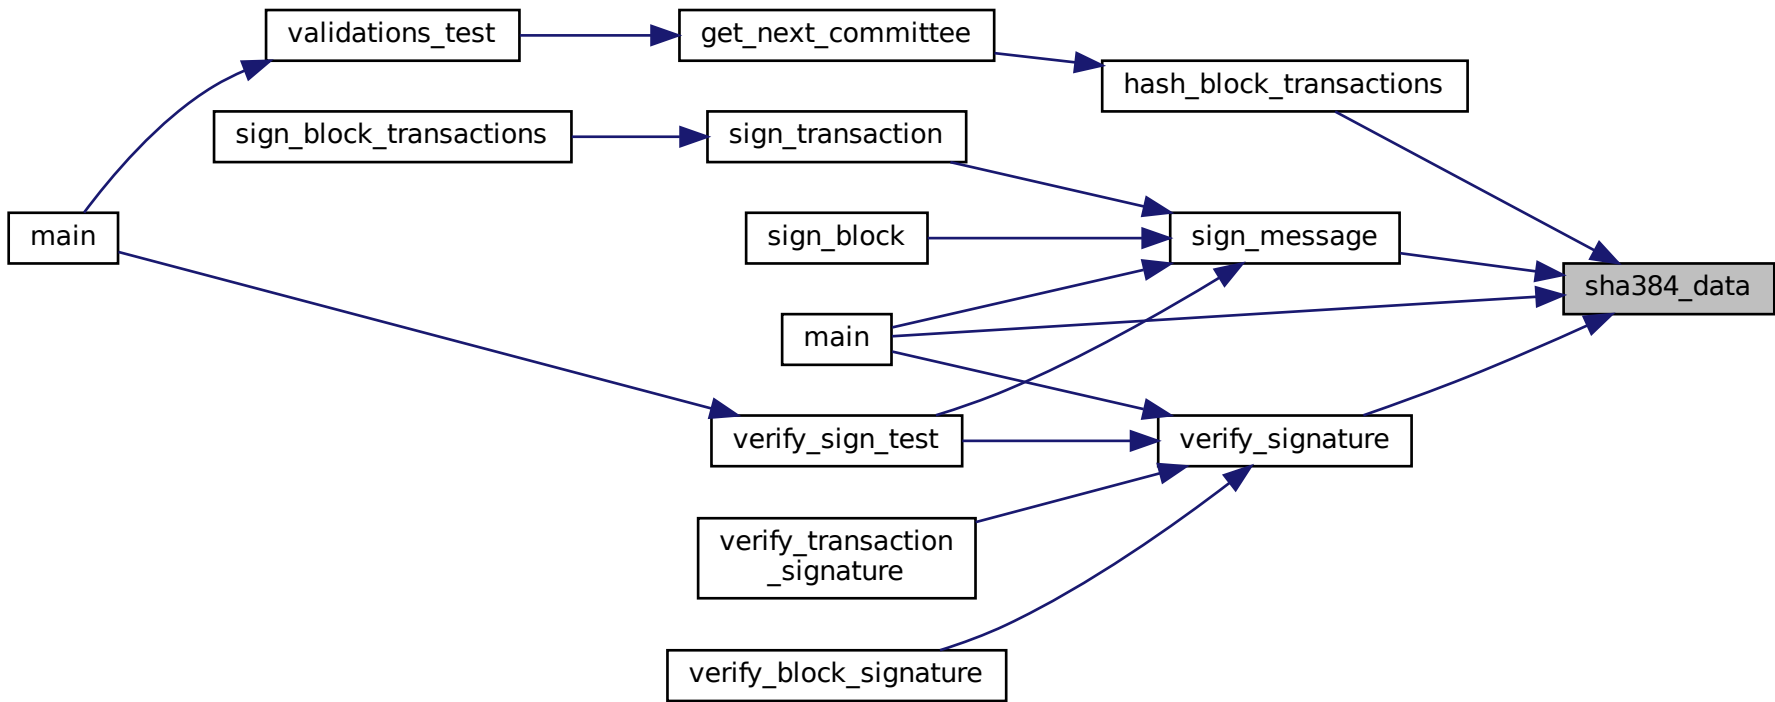 validations_test
get_next_committee
hash_block_transactions
sign_block_transactions
sign_transaction
main
sign_block
sign_message
sha384_data
main
verify_sign_test
verify_signature
verify_transaction
_signature
verify_block_signature